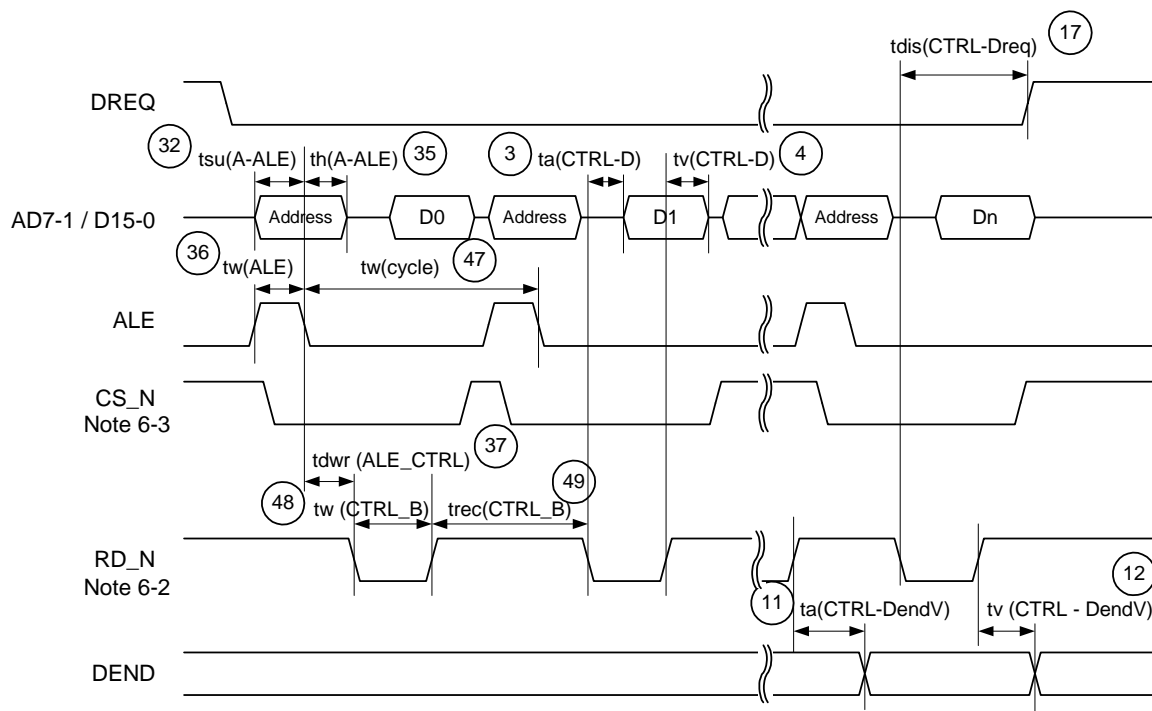 17
tdis(CTRL-Dreq)
DREQ
32
35
3
4
tsu(A-ALE)
th(A-ALE)
ta(CTRL-D)
tv(CTRL-D)
AD7-1 / D15-0
Address
D0
Address
D1
Address
Dn
36
47
tw(ALE)
tw(cycle)
ALE
CS_N
Note 6-3
37
tdwr (ALE_CTRL)
48
49
tw (CTRL_B)
trec(CTRL_B)
RD_N
Note 6-2
11
12
ta(CTRL-DendV)
tv (CTRL - DendV)
DEND